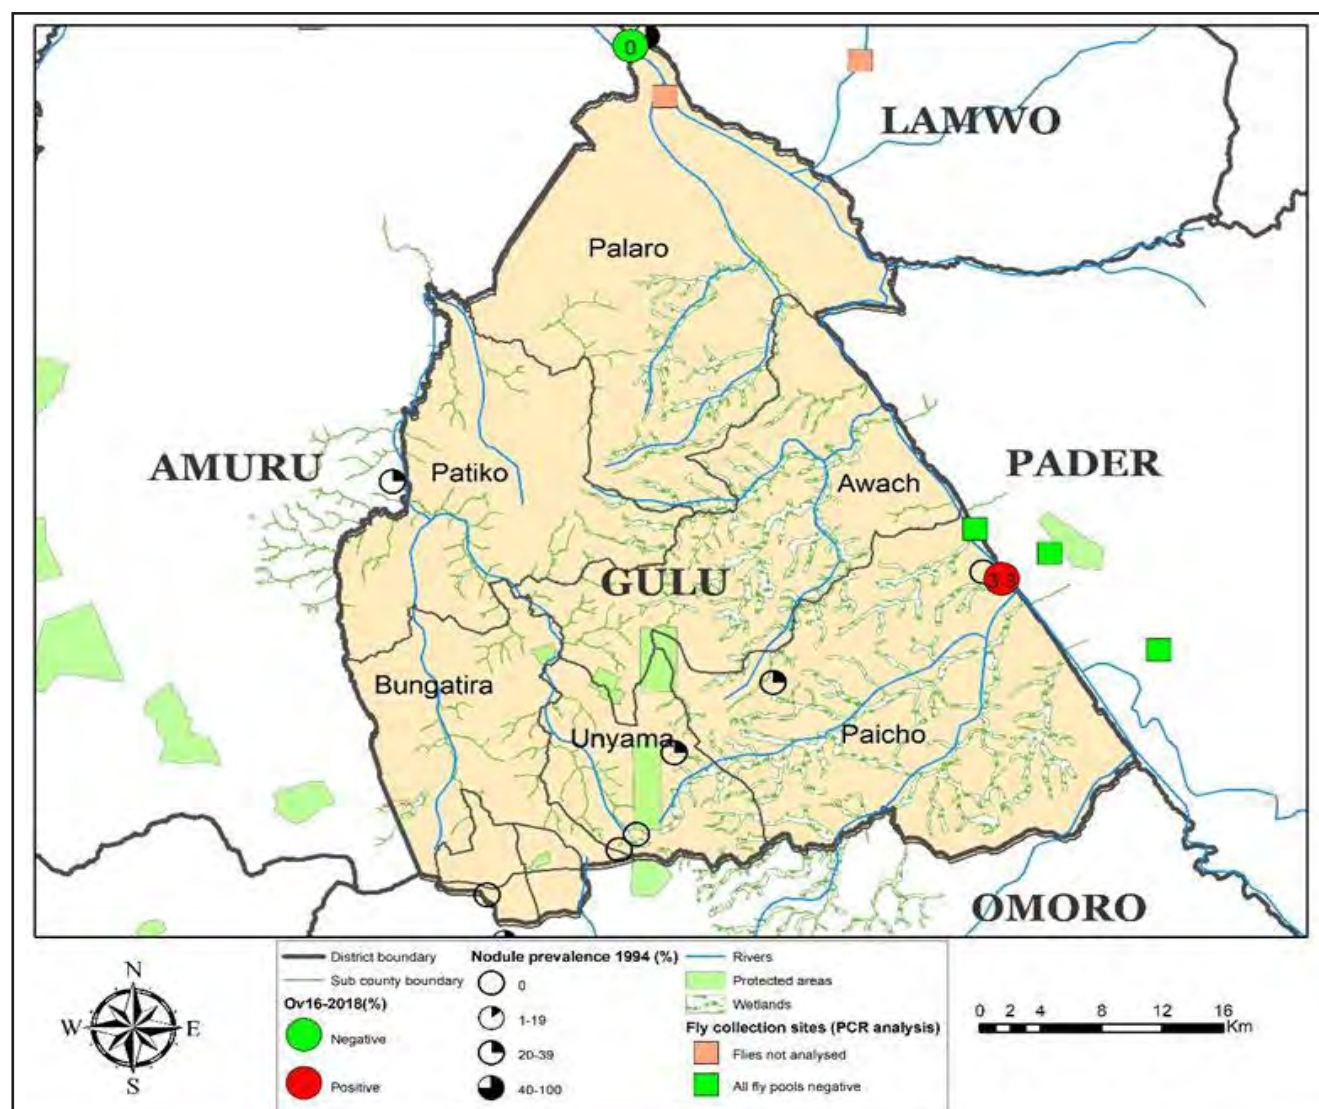 0
LAMWO
Palaro
AMURU
Patiko
Awach
PADER
GULU
3.3
Bungatira
Unyama
Paicho
OMORO
N
W E
S
District boundary
Sub county boundary
Ov16-2018(%)
Negative
Positive
Nodule prevalence 1994 (%)
0
1-19
20-39
40-100
Rivers
Protected areas
Wetlands
Fly collection sites (PCR analysis)
Flies not analysed
All fly pools negative
0 2 4 8 12 16
Km